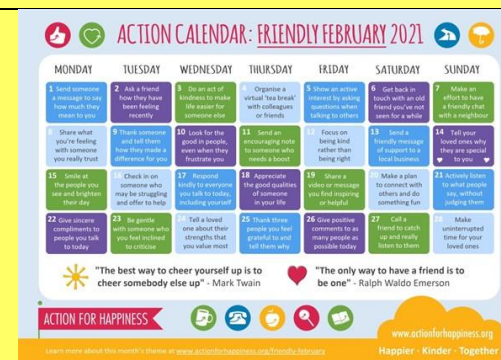 ACTION CALENDAR: FRIENDLY FEBRUARY 2021
MONDAY TUESDAY WEDNESDAY THURSDAY FRIDAY SATURDAY SUNDAY
1 Send someone a message to say how much they mean to you
2 Ask a friend how they have been feeling recently
3 Do an act of kindness to make life easier for someone else
4 Organise a virtual 'tea break' with colleagues or friends
5 Show an active interest by asking questions when talking to others
6 Get back in touch with an old friend you've not seen for a while
7 Make an effort to have a friendly chat with a neighbour
8 Share what you're feeling with someone you really trust
9 Thank someone and tell them how they made a difference for you
10 Look for the good in people, even when they frustrate you
11 Send an encouraging note to someone who needs a boost
12 Focus on being kind rather than being right
13 Send a friendly message of support to a local business
14 Tell your loved ones why they are special to you
15 Smile at the people you see and brighten their day
16 Check in on someone who may be struggling and offer to help
17 Respond kindly to everyone you talk to today, including yourself
18 Appreciate the good qualities of someone in your life
19 Share a video or message you find inspiring or helpful
20 Make a plan to connect with others and do something fun
21 Actively listen to what people say, without judging them
22 Give sincere compliments to people you talk to today
23 Be gentle with someone who you feel inclined to criticise
24 Tell a loved one about their strengths that you value most
25 Thank three people you feel grateful to and tell them why
26 Give positive comments to as many people as possible today
27 Call a friend to catch up and really listen to them
28 Make uninterrupted time for your loved ones
"The best way to cheer yourself up is to
cheer somebody else up" - Mark Twain
"The only way to have a friend is to
be one" - Ralph Waldo Emerson
ACTION FOR HAPPINESS
www.actionforhappiness.org
Learn more about this month's theme at www.actionforhappiness.org/friendly-february
Happier · Kinder · Together